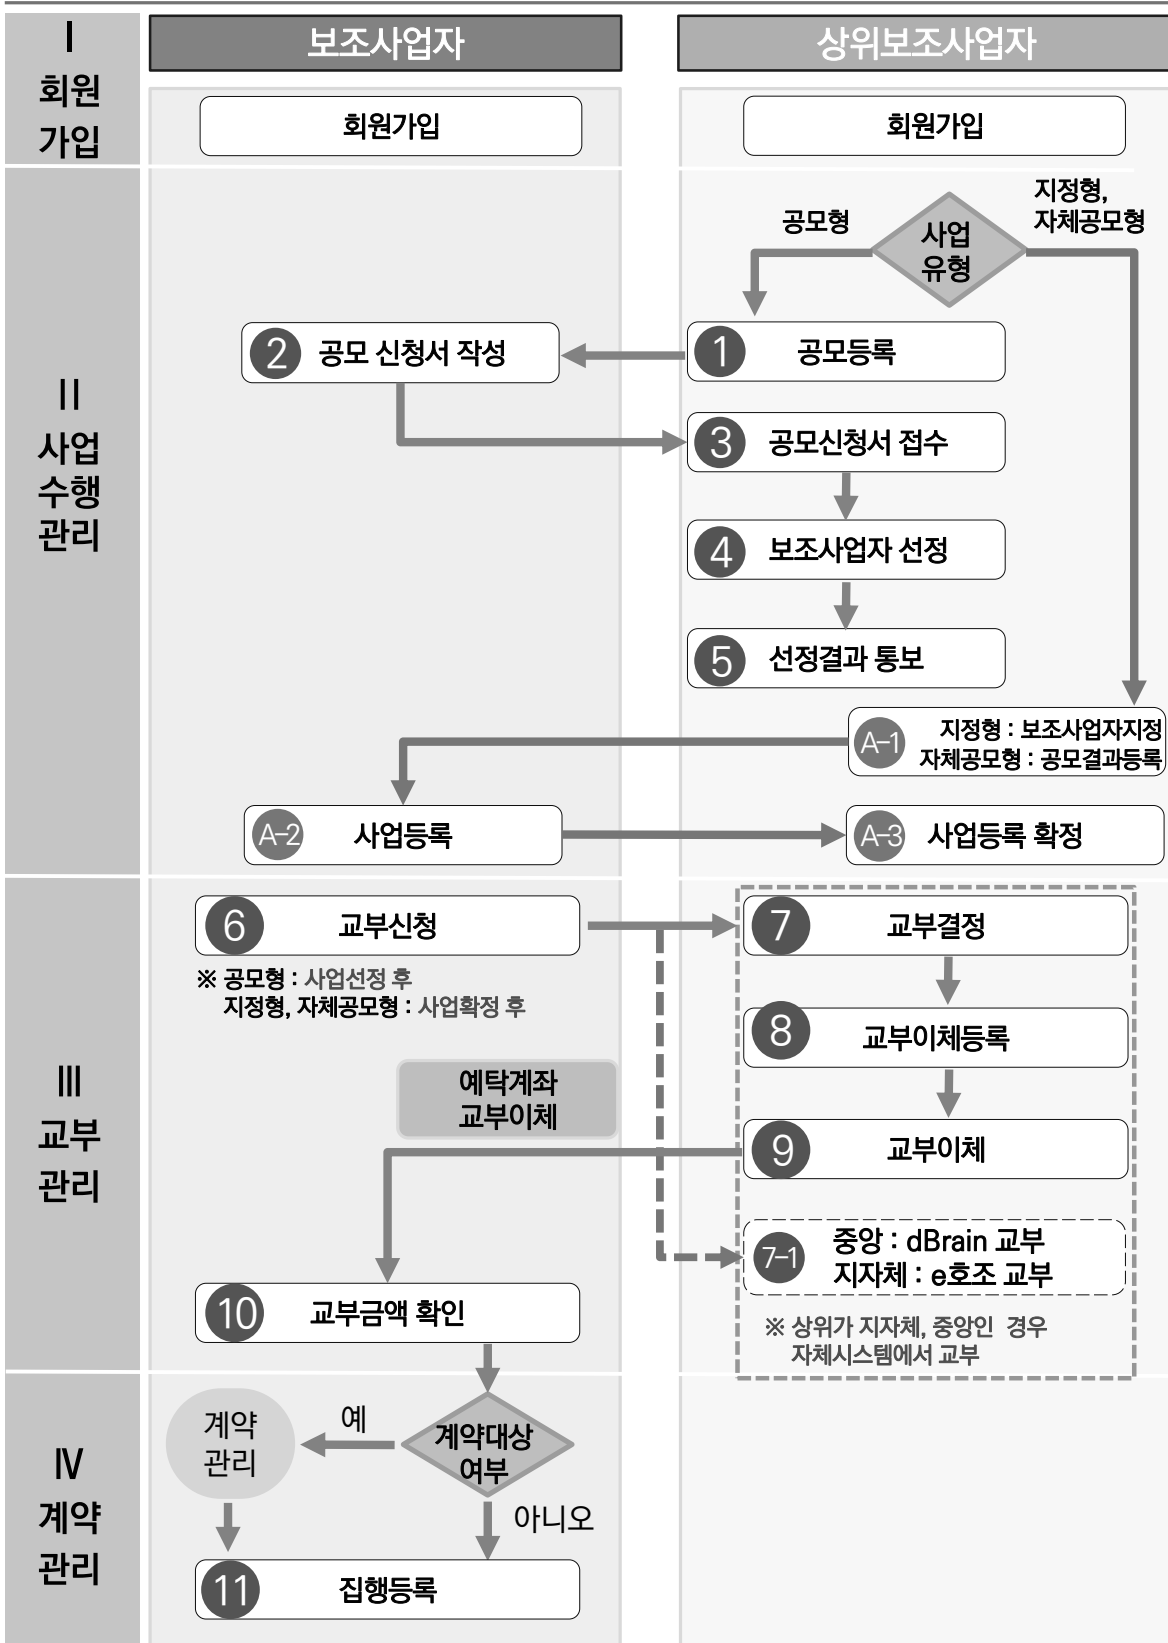 Ⅰ
회원
가입
보조사업자
상위보조사업자
회원가입
회원가입
Ⅱ
사업
수행
관리
공모형
사업
유형
지정형,
자체공모형
1 공모등록
2 공모 신청서 작성
3 공모신청서 접수
4 보조사업자 선정
5 선정결과 통보
A-1
지정형 : 보조사업자지정
자체공모형 : 공모결과등록
A-2 사업등록
A-3 사업등록 확정
Ⅲ
교부
관리
6 교부신청
※ 공모형 : 사업선정 후
지정형, 자체공모형 : 사업확정 후
7 교부결정
8 교부이체등록
예탁계좌
교부이체
9 교부이체
7-1
중앙 : dBrain 교부
지자체 : e호조 교부
※ 상위가 지자체, 중앙인 경우
자체시스템에서 교부
10 교부금액 확인
Ⅳ
계약
관리
계약
관리
예
계약대상
여부
아니오
11 집행등록